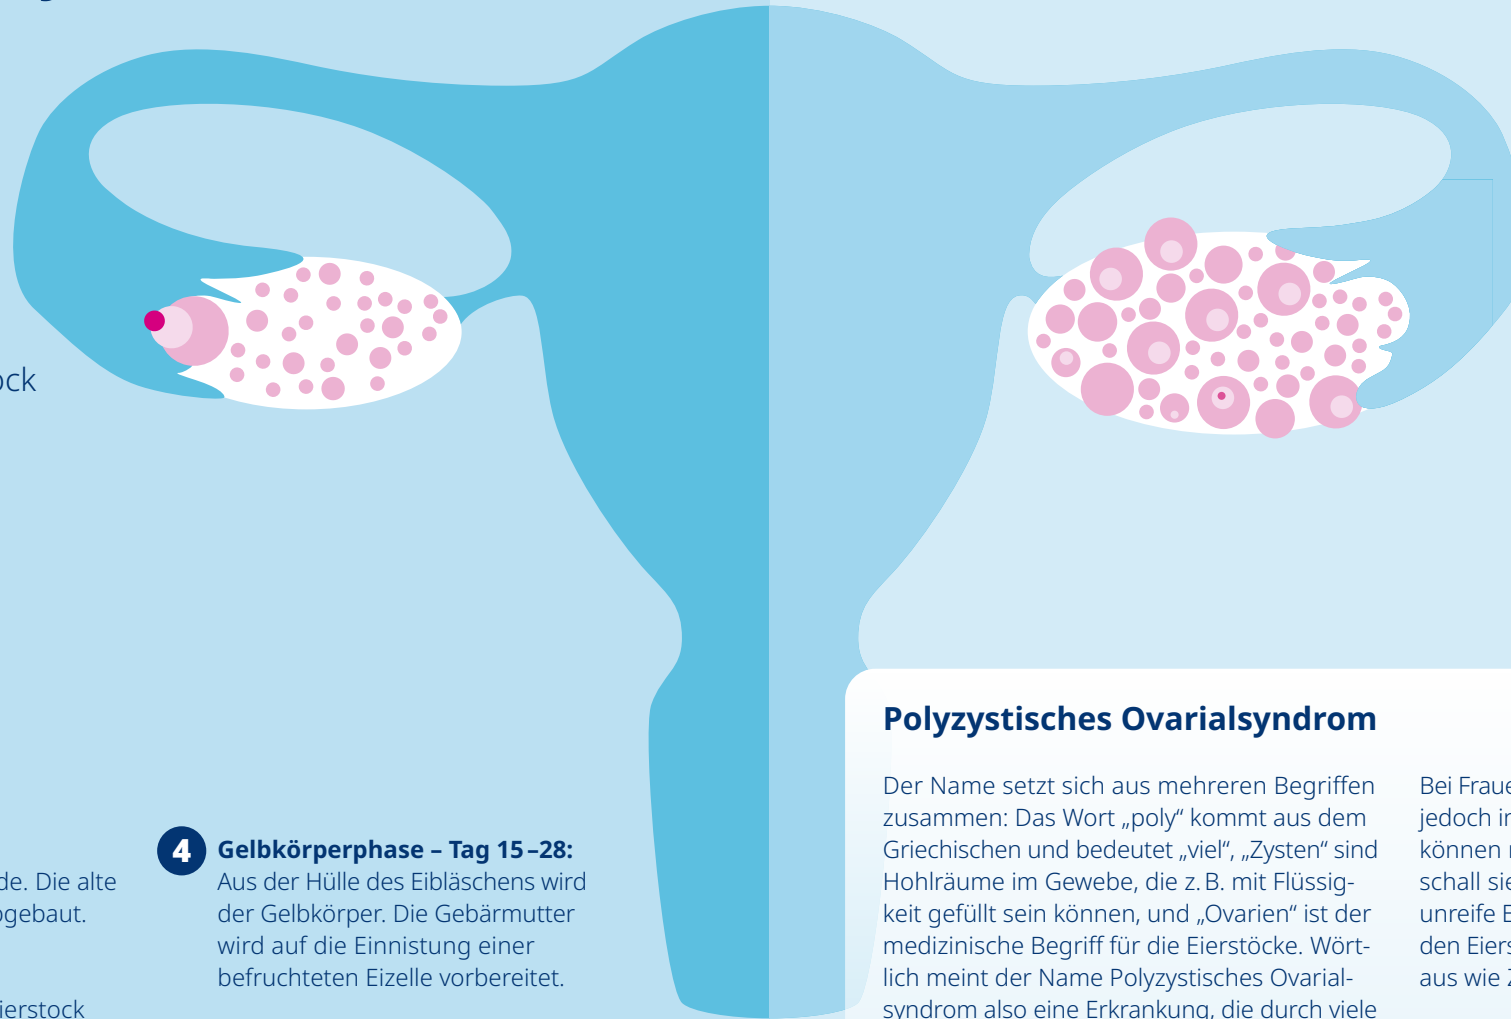 ock
de. Die alte
gebaut.
ierstock
4 Gelbkörperphase – Tag 15–28:
Aus der Hülle des Eibläschens wird
der Gelbkörper. Die Gebärmutter
wird auf die Einnistung einer
befruchteten Eizelle vorbereitet.
Polyzystisches Ovarialsyndrom
Der Name setzt sich aus mehreren Begriffen
zusammen: Das Wort „poly“ kommt aus dem
Griechischen und bedeutet „viel“, „Zysten“ sind
Hohlräume im Gewebe, die z. B. mit Flüssig-
keit gefüllt sein können, und „Ovarien“ ist der
medizinische Begriff für die Eierstöcke. Wört-
lich meint der Name Polyzystisches Ovarial-
syndrom also eine Erkrankung, die durch viele
Bei Fraue
jedoch i
können
schall sie
unreife
den Eiers
aus wie